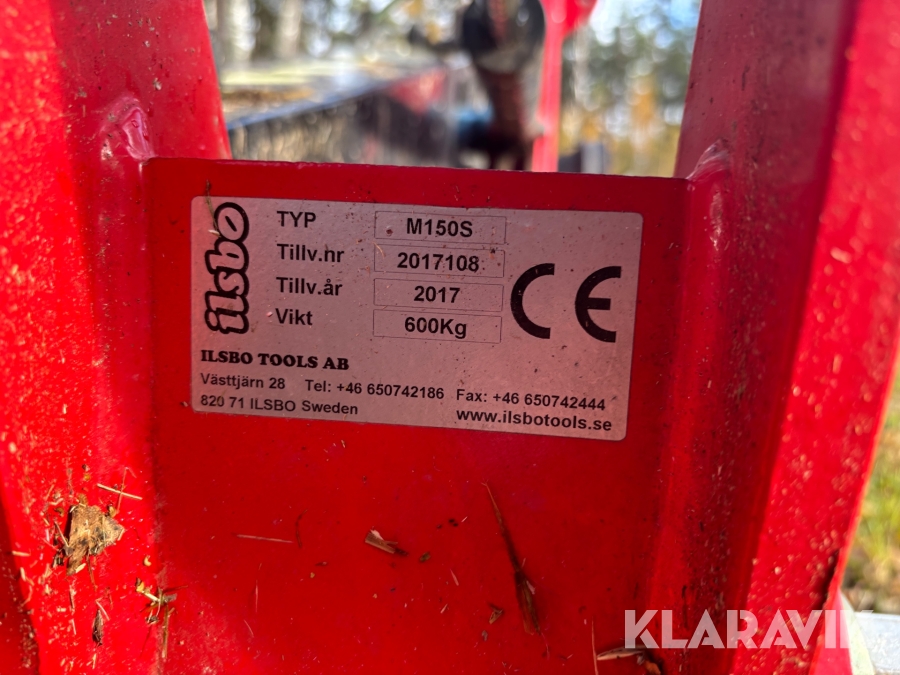 ilsbo
TYP M150S
Tillv.nr 2017108
Tillv.år 2017
Vikt 600Kg
CE
ILSBO TOOLS AB
Västtjärn 28 Tel: +46 650742186 Fax: +46 650742444
820 71 ILSBO Sweden www.ilsbotools.se
KLARAVIK